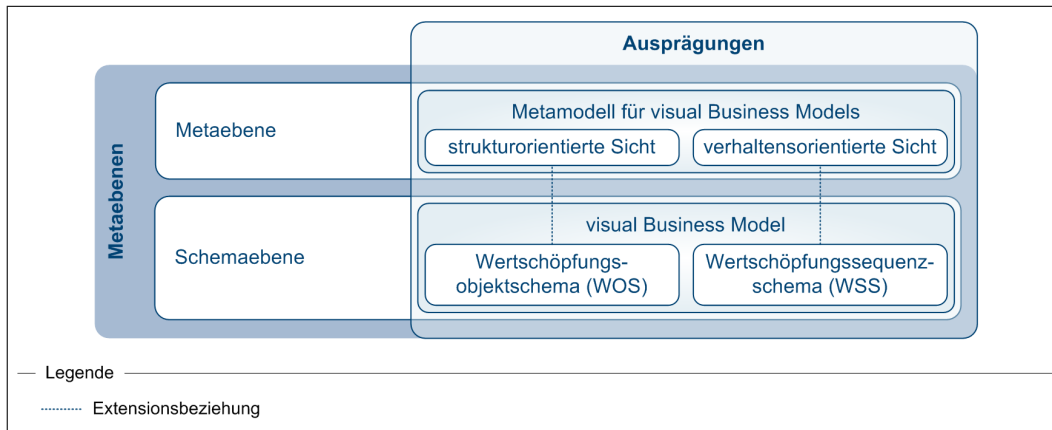 Ausprägungen
Metaebenen
Metaebene
Metamodell für visual Business Models
strukturorientierte Sicht
verhaltensorientierte Sicht
Schemaebene
visual Business Model
Wertschöpfungs-
objektschema (WOS)
Wertschöpfungssequenz-
schema (WSS)
Legende
Extensionsbeziehung